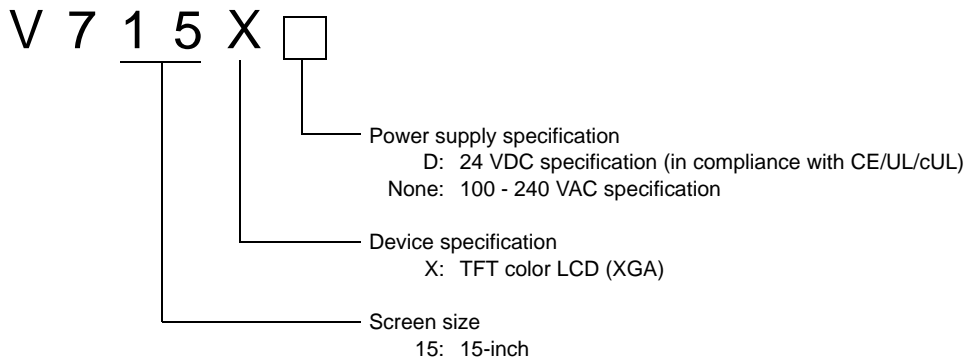 V 7 1 5 X □
Power supply specification
D: 24 VDC specification (in compliance with CE/UL/cUL)
None: 100 - 240 VAC specification
Device specification
X: TFT color LCD (XGA)
Screen size
15: 15-inch